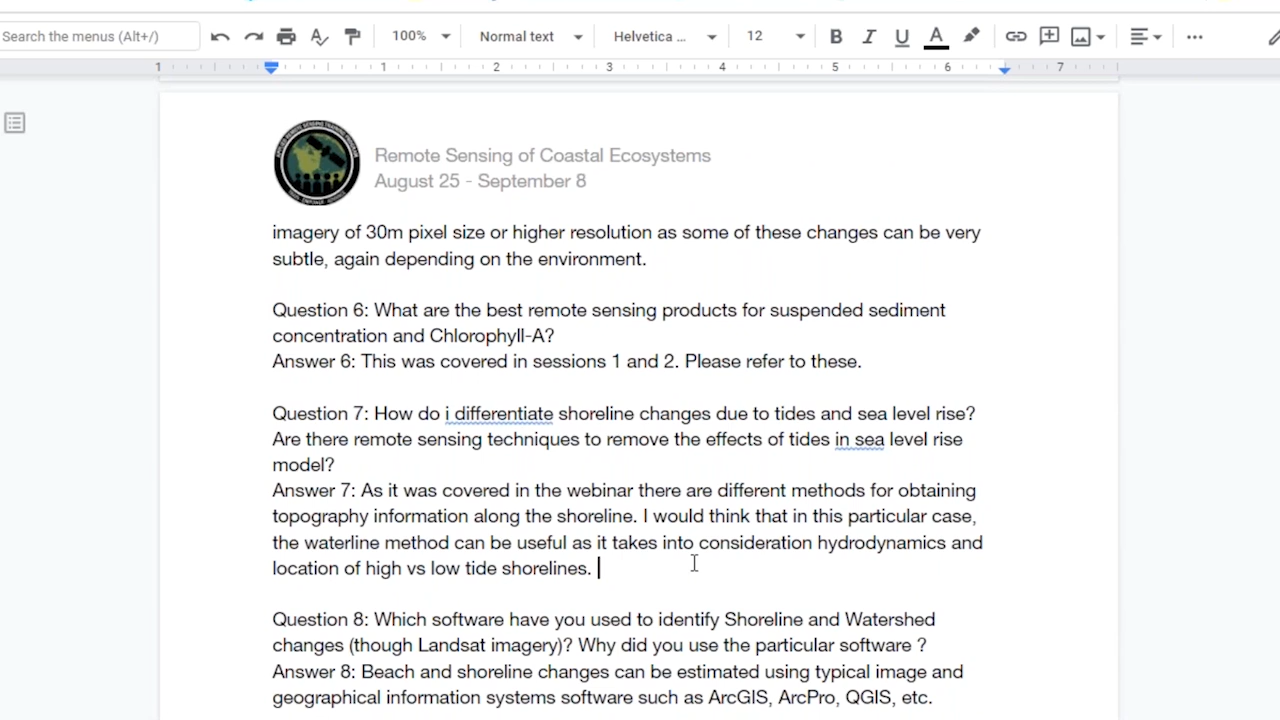 Search the menus (Alt+/)
100%
Normal text
Helvetica ...
12
B I U A
1 1 2 3 4 5 6 7
Remote Sensing of Coastal Ecosystems
August 25 - September 8
imagery of 30m pixel size or higher resolution as some of these changes can be very
subtle, again depending on the environment.
Question 6: What are the best remote sensing products for suspended sediment
concentration and Chlorophyll-A?
Answer 6: This was covered in sessions 1 and 2. Please refer to these.
Question 7: How do i differentiate shoreline changes due to tides and sea level rise?
Are there remote sensing techniques to remove the effects of tides in sea level rise
model?
Answer 7: As it was covered in the webinar there are different methods for obtaining
topography information along the shoreline. I would think that in this particular case,
the waterline method can be useful as it takes into consideration hydrodynamics and
location of high vs low tide shorelines.
Question 8: Which software have you used to identify Shoreline and Watershed
changes (though Landsat imagery)? Why did you use the particular software ?
Answer 8: Beach and shoreline changes can be estimated using typical image and
geographical information systems software such as ArcGIS, ArcPro, QGIS, etc.